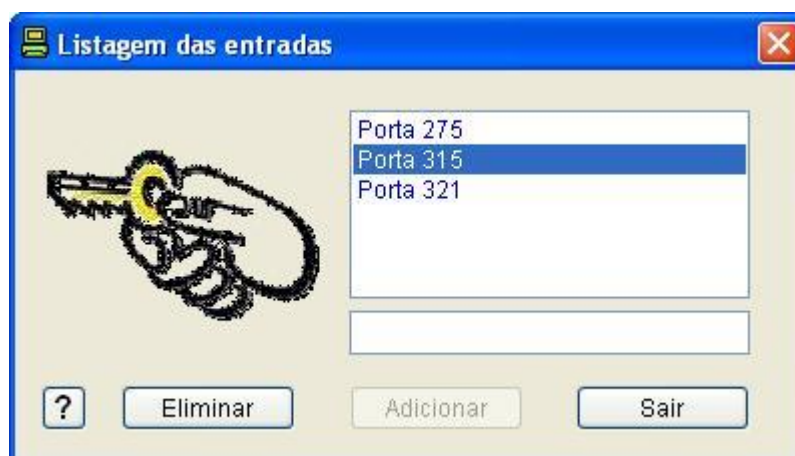 Listagem das entradas
Porta 275
Porta 315
Porta 321
? Eliminar Adicionar Sair